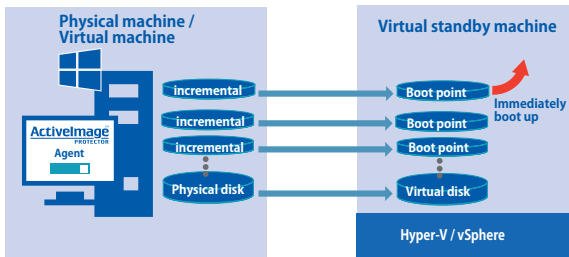 Physical machine /
Virtual machine
ActiveImage
PROTECTOR
Agent
incremental
incremental
incremental
Physical disk
Virtual standby machine
Boot point
Boot point
Boot point
Virtual disk
Immediately
boot up
Hyper-V / vSphere